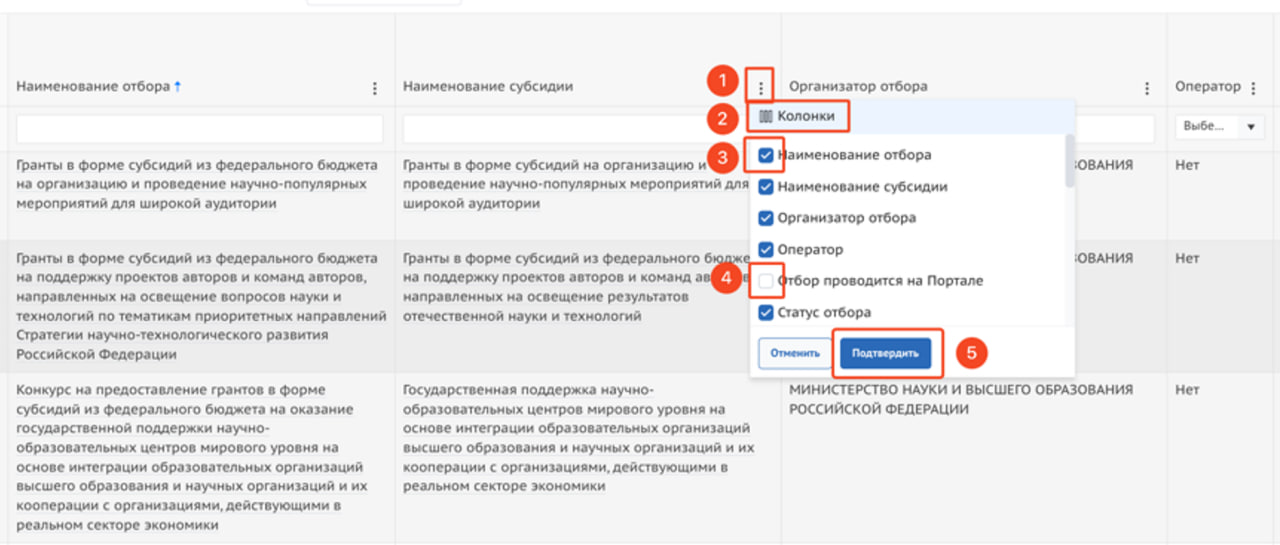 Наименование отбора ↑
Наименование субсидии
1
Организатор отбора
Оператор
2
Колонки
Выбе...
3
Наименование отбора
Наименование субсидии
Организатор отбора
Оператор
4
Отбор проводится на Портале
Статус отбора
Отменить
Подтвердить
5
Гранты в форме субсидий из федерального бюджета
на организацию и проведение научно-популярных
мероприятий для широкой аудитории
Гранты в форме субсидий на организацию и
проведение научно-популярных мероприятий для
широкой аудитории
ЗОВАНИЯ
Нет
Гранты в форме субсидий из федерального бюджета
на поддержку проектов авторов и команд авторов,
направленных на освещение вопросов науки и
технологий по тематикам приоритетных направлений
Стратегии научно-технологического развития
Российской Федерации
Гранты в форме субсидий из федерального бюдже
на поддержку проектов авторов и команд ав
направленных на освещение результатов
отечественной науки и технологий
ЗОВАНИЯ
Нет
Конкурс на предоставление грантов в форме
субсидий из федерального бюджета на оказание
государственной поддержки научно-
образовательных центров мирового уровня на
основе интеграции образовательных организаций
высшего образования и научных организаций и их
кооперации с организациями, действующими в
реальном секторе экономики
Государственная поддержка научно-
образовательных центров мирового уровня на
основе интеграции образовательных организаций
высшего образования и научных организаций и их
кооперации с организациями, действующими в
реальном секторе экономики
МИНИСТЕРСТВО НАУКИ И ВЫСШЕГО ОБРАЗОВАНИЯ
РОССИЙСКОЙ ФЕДЕРАЦИИ
Нет